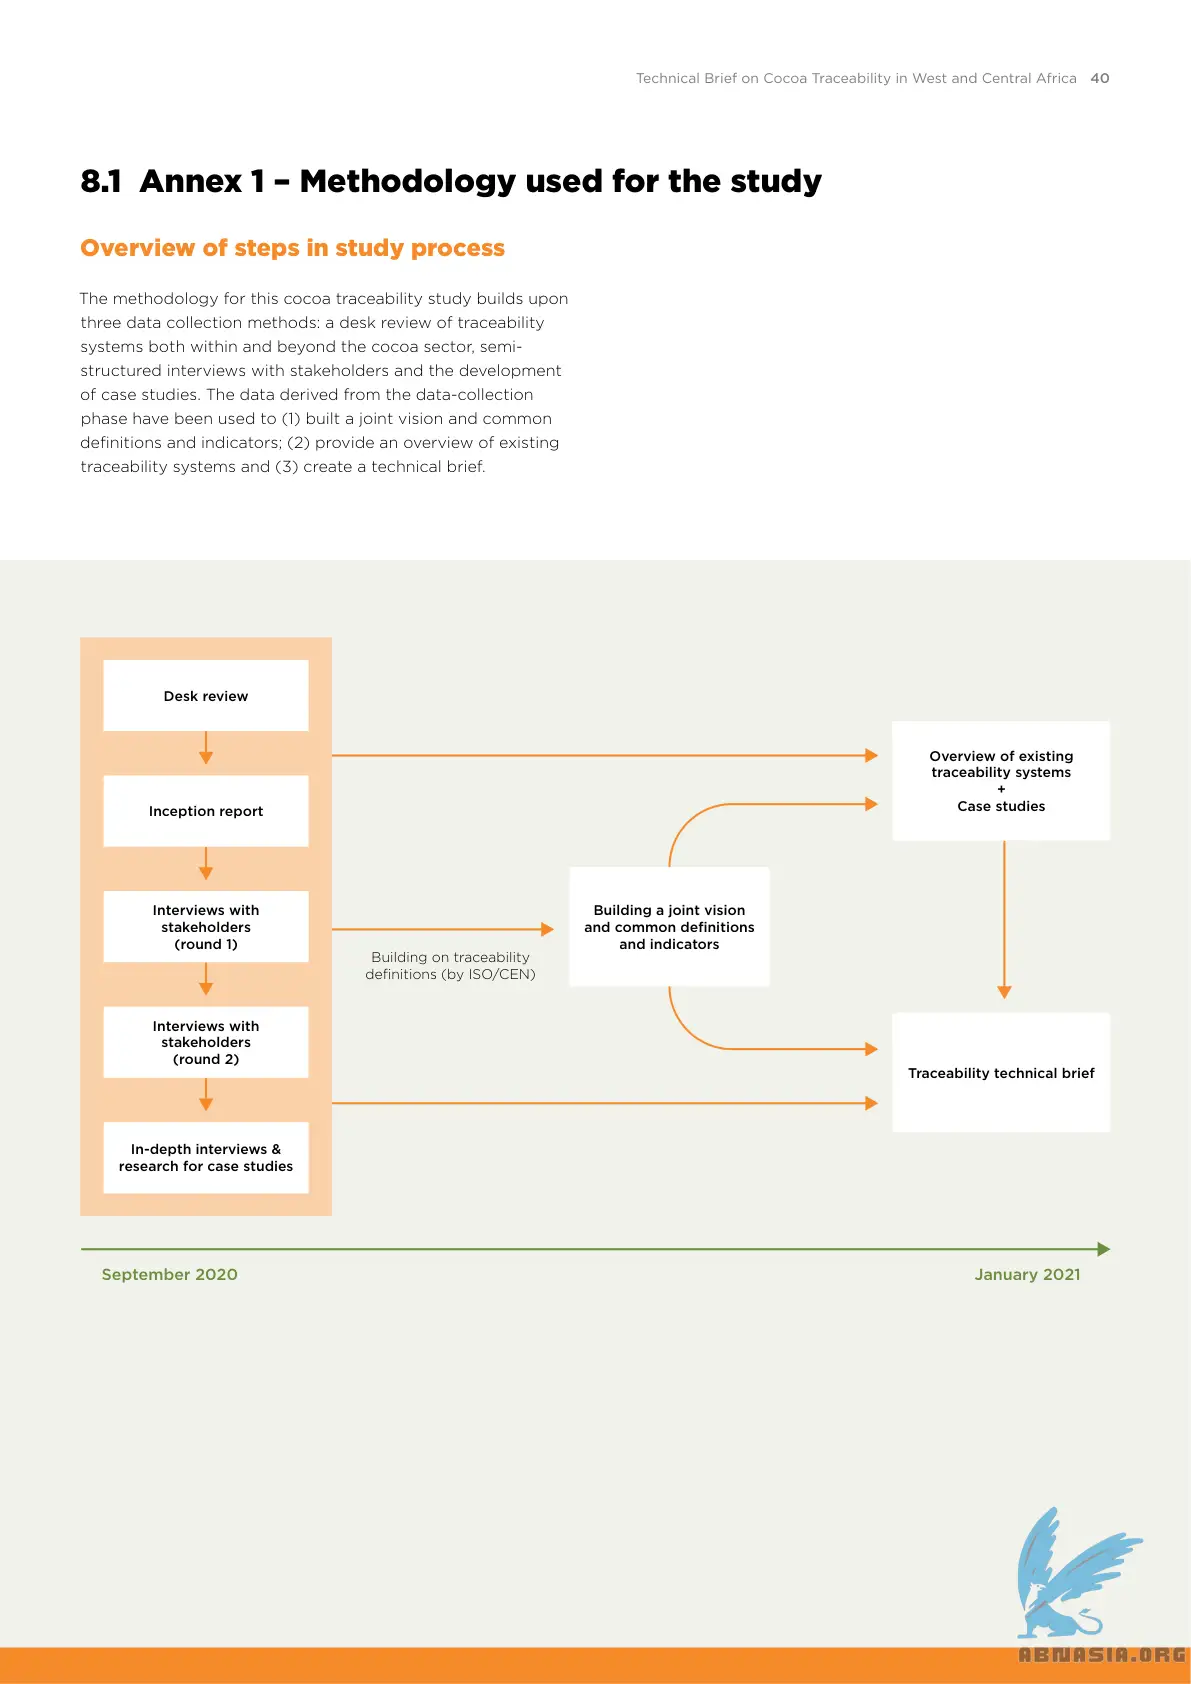 Technical Brief on Cocoa Traceability in West and Central Africa 40
8.1 Annex 1 – Methodology used for the study
Overview of steps in study process
The methodology for this cocoa traceability study builds upon
three data collection methods: a desk review of traceability
systems both within and beyond the cocoa sector, semi-
structured interviews with stakeholders and the development
of case studies. The data derived from the data-collection
phase have been used to (1) built a joint vision and common
definitions and indicators; (2) provide an overview of existing
traceability systems and (3) create a technical brief.
Desk review
Inception report
Interviews with
stakeholders
(round 1)
Interviews with
stakeholders
(round 2)
In-depth interviews &
research for case studies
Building on traceability
definitions (by ISO/CEN)
Building a joint vision
and common definitions
and indicators
Overview of existing
traceability systems
+
Case studies
Traceability technical brief
September 2020
January 2021
ABNASIA.ORG